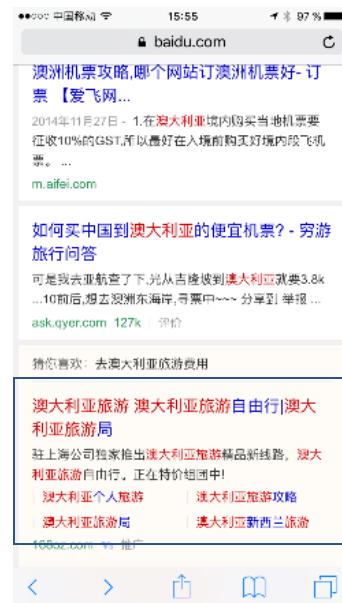 中国移动 15:55 97%
baidu.com
澳洲机票攻略,哪个网站订澳洲机票好- 订
票 【爱飞网...
2014年11月27日 - 1.在澳大利亚境内购买当地机票要
征收10%的GST,所以最好在入境前购买好境内段飞机
票。 ...
m.aifei.com
如何买中国到澳大利亚的便宜机票? - 穷游
旅行问答
可是我去亚航查了下,光从吉隆坡到澳大利亚就要3.8k
...10前后,想去澳洲东海岸,寻票中~~~ 分享到 举报 ...
ask.qyer.com 127k 评价
猜你喜欢: 去澳大利亚旅游费用
澳大利亚旅游 澳大利亚旅游自由行|澳大
利亚旅游局
驻上海公司独家推出澳大利亚旅游精品新线路。澳大
利亚旅游自由行。正在特价组团中!
澳大利亚个人旅游 澳大利亚旅游攻略
澳大利亚旅游局 澳大利亚新西兰旅游
168oz.com 推广